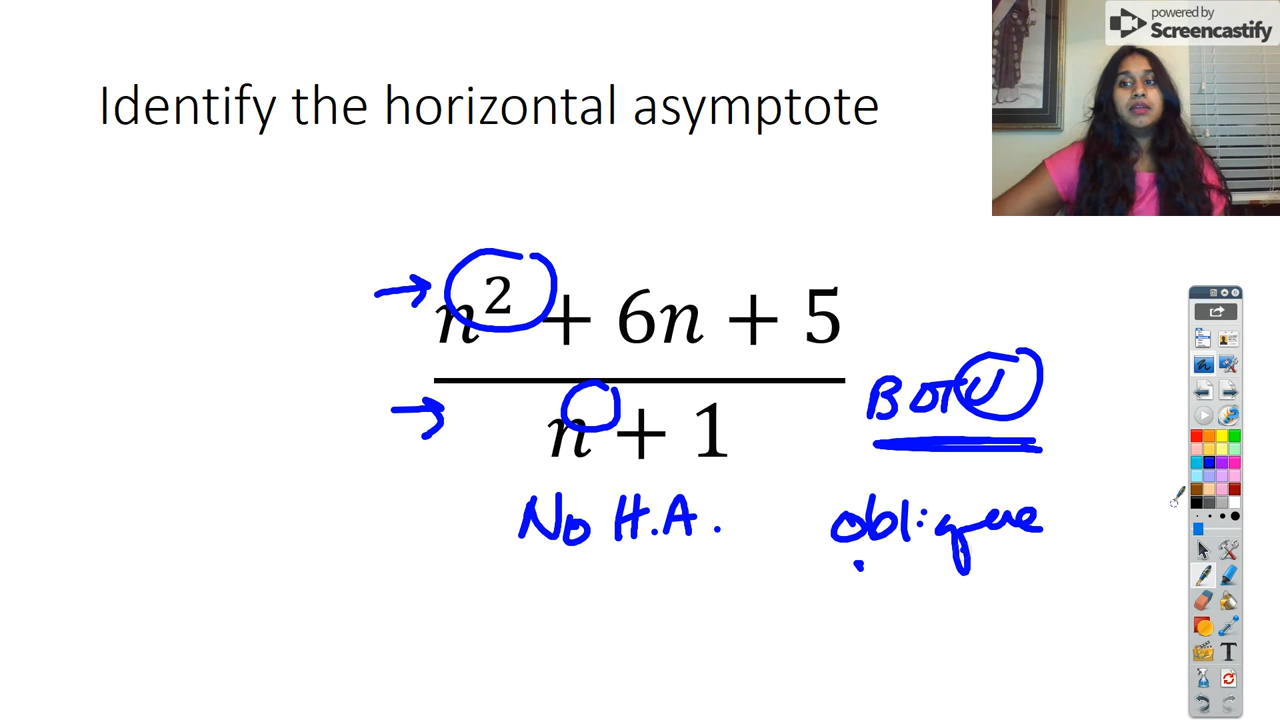 powered by
Screencastify
Identify the horizontal asymptote
n² + 6n + 5
n + 1
BOTU
No H.A.
oblique
T